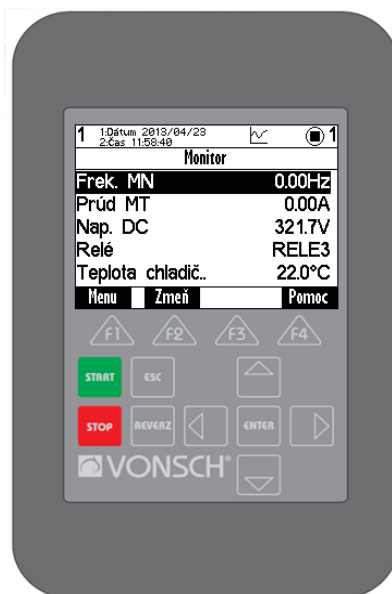 1 1:Dátum 2013/04/23 1
2:Čas 11:58:40
Monitor
Frek. MN 0.00Hz
Prúd MT 0.00A
Nap. DC 321.7V
Relé RELE3
Teplota chladič.. 22.0°C
Menu Zmeň Pomoc
F1 F2 F3 F4
START ESC
STOP REVERZ ENTER
VONSCH®